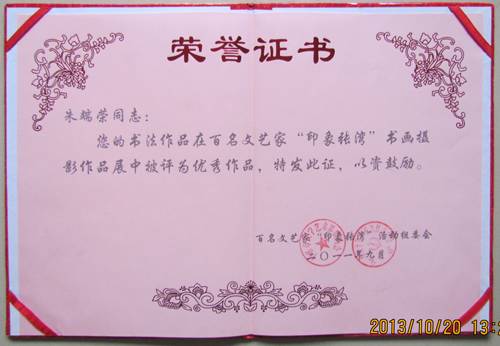 荣誉证书
朱瑞荣同志：
您的书法作品在百名文艺家“印象张湾”书画摄
影作品展中被评为优秀作品，特发此证，以资鼓励。
百名文艺家“印象张湾”活动组委会
二〇一一年九月
2013/10/20 13: